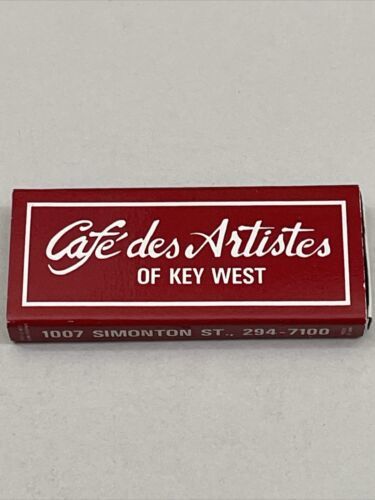 Café des Artistes
OF KEY WEST
1007 SIMONTON ST., 294-7100